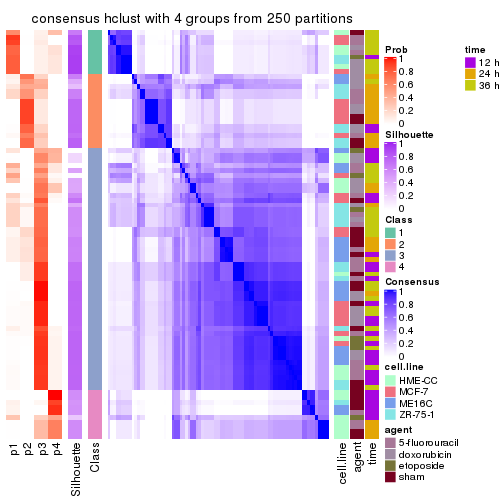 consensus hclust with 4 groups from 250 partitions
Prob
1
0.8
0.6
0.4
0.2
0
Silhouette
1
0.8
0.6
0.4
0.2
0
Class
1
2
3
4
Consensus
1
0.8
0.6
0.4
0.2
0
cell.line
HME-CC
MCF-7
ME16C
ZR-75-1
agent
5-fluorouracil
doxorubicin
etoposide
sham
time
12 h
24 h
36 h
p1
p2
p3
p4
Silhouette
Class
cell.line
agent
time